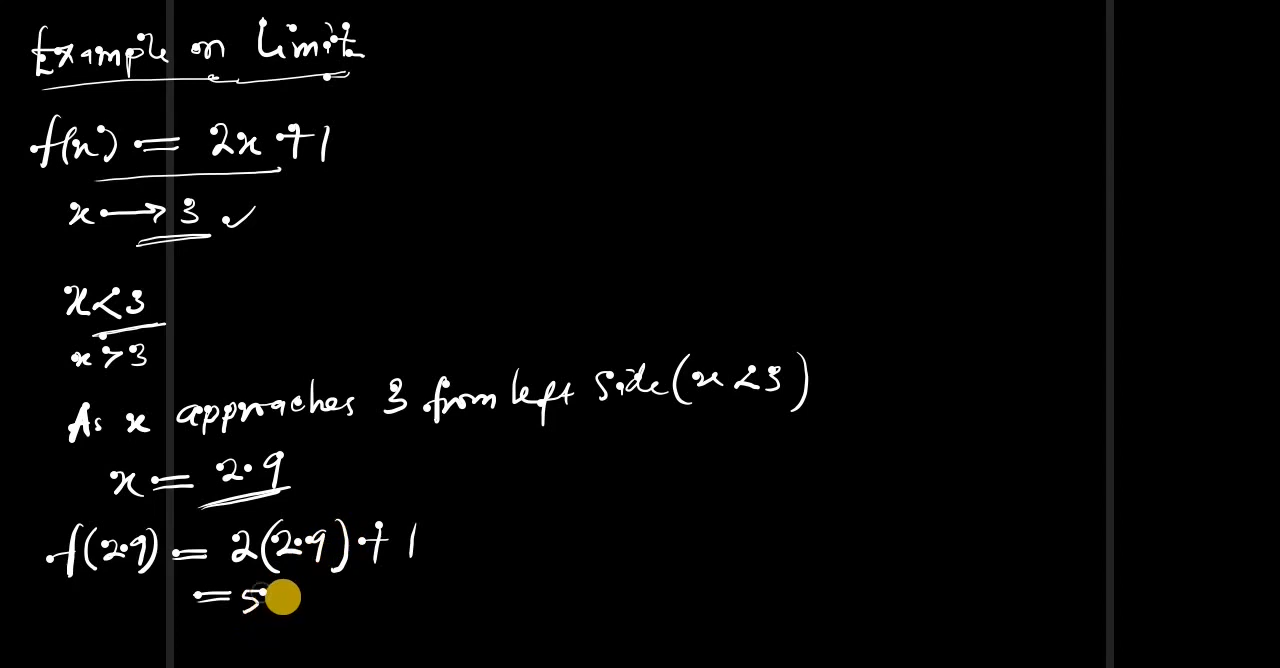 Example on Limit
f(x) = 2x + 1
x → 3 ✓
x < 3
x > 3
As x approaches 3 from left side (x < 3)
x = 2.9
f(2.9) = 2(2.9) + 1
= 5